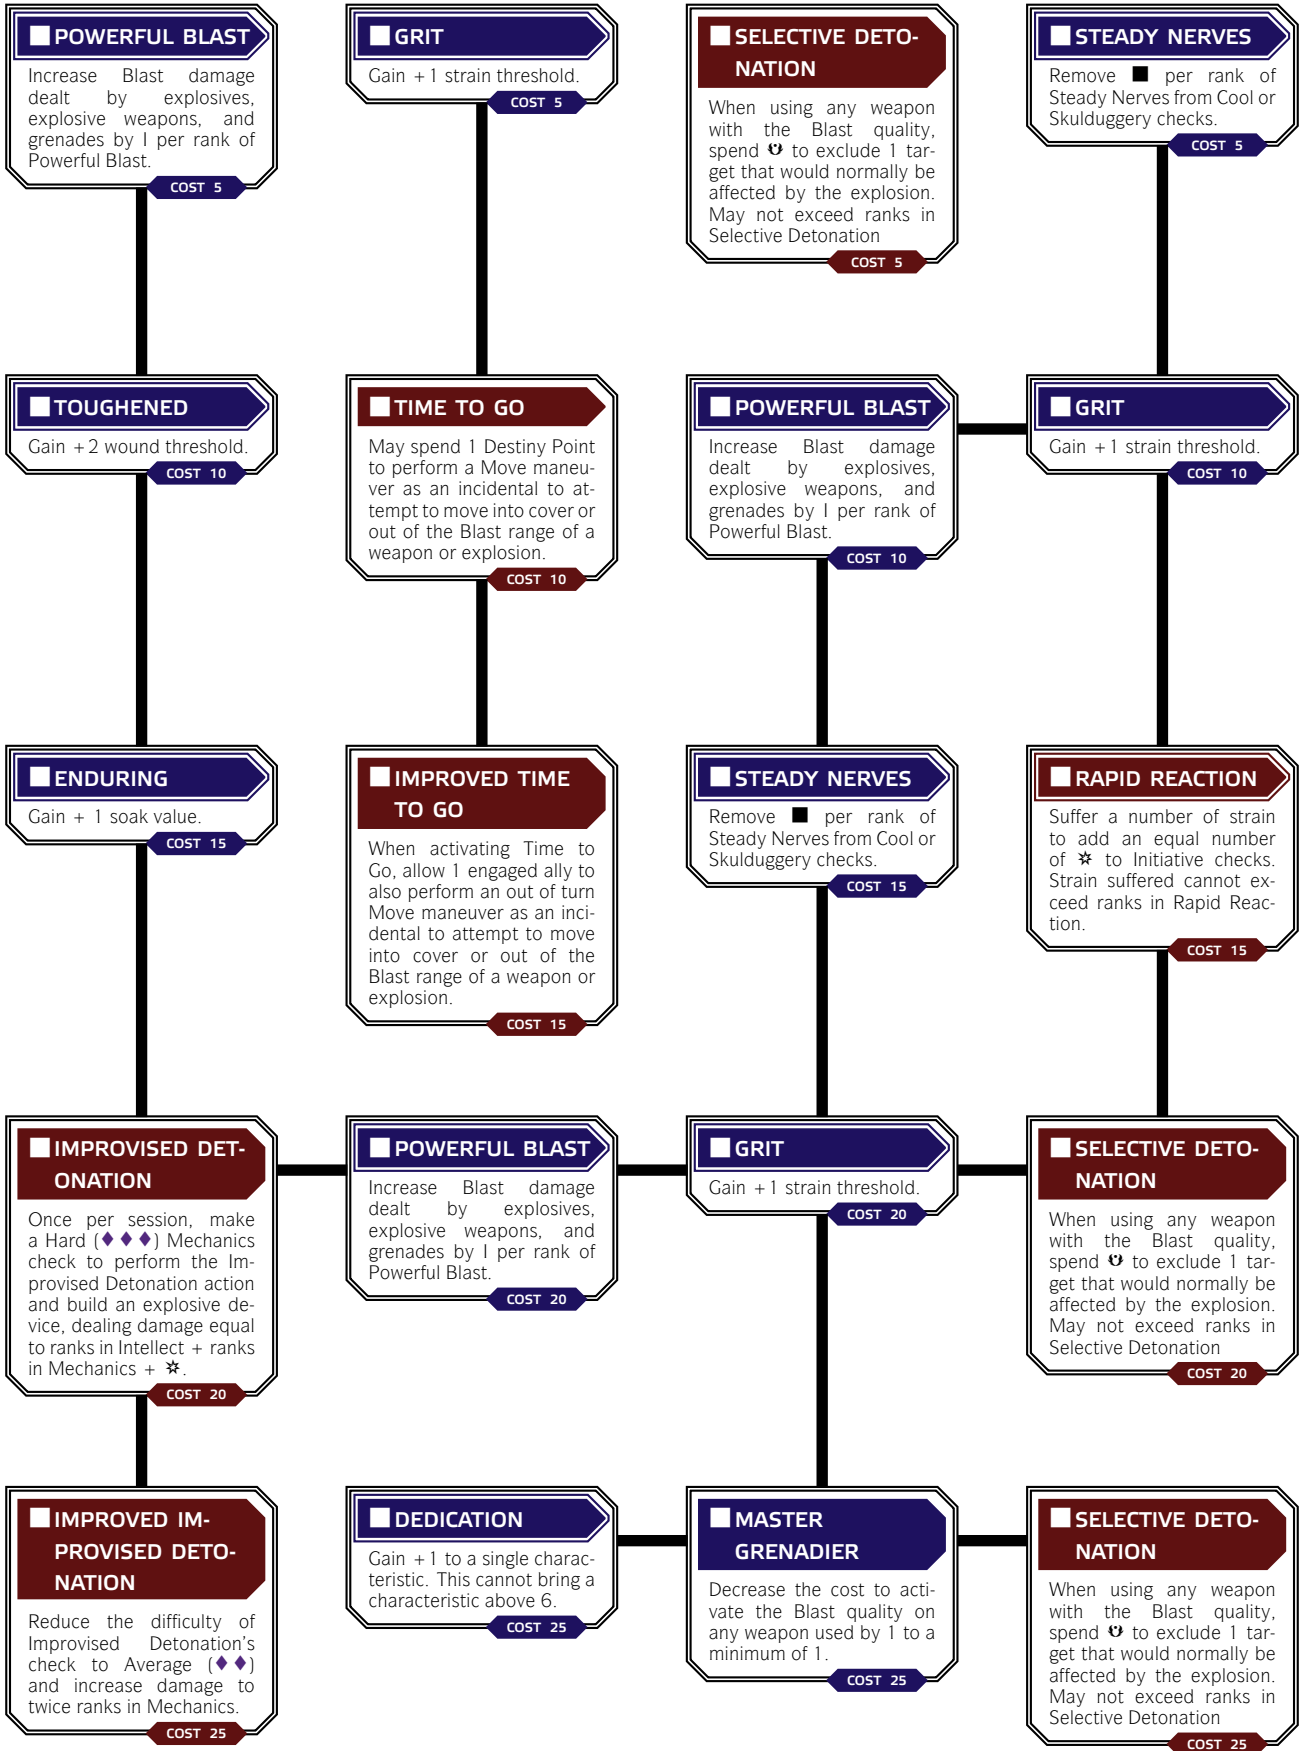 POWERFUL BLAST
Increase Blast damage
dealt by explosives,
explosive weapons, and
grenades by I per rank of
Powerful Blast.
COST 5
GRIT
Gain +1 strain threshold.
COST 5
SELECTIVE DETO-
NATION
When using any weapon
with the Blast quality,
spend to exclude 1 tar-
get that would normally be
affected by the explosion.
May not exceed ranks in
Selective Detonation
COST 5
STEADY NERVES
Remove ■ per rank of
Steady Nerves from Cool or
Skulduggery checks.
COST 5
TOUGHENED
Gain +2 wound threshold.
COST 10
TIME TO GO
May spend 1 Destiny Point
to perform a Move maneu-
ver as an incidental to at-
tempt to move into cover or
out of the Blast range of a
weapon or explosion.
COST 10
POWERFUL BLAST
Increase Blast damage
dealt by explosives,
explosive weapons, and
grenades by I per rank of
Powerful Blast.
COST 10
GRIT
Gain +1 strain threshold.
COST 10
ENDURING
Gain + 1 soak value.
COST 15
IMPROVED TIME
TO GO
When activating Time to
Go, allow 1 engaged ally to
also perform an out of turn
Move maneuver as an inci-
dental to attempt to move
into cover or out of the
Blast range of a weapon or
explosion.
COST 15
STEADY NERVES
Remove ■ per rank of
Steady Nerves from Cool or
Skulduggery checks.
COST 15
RAPID REACTION
Suffer a number of strain
to add an equal number
of to Initiative checks.
Strain suffered cannot ex-
ceed ranks in Rapid Reac-
tion.
COST 15
IMPROVISED DET-
ONATION
Once per session, make
a Hard (♦ ♦ ♦) Mechanics
check to perform the Im-
provised Detonation action
and build an explosive de-
vice, dealing damage equal
to ranks in Intellect + ranks
in Mechanics + .
COST 20
POWERFUL BLAST
Increase Blast damage
dealt by explosives,
explosive weapons, and
grenades by I per rank of
Powerful Blast.
COST 20
GRIT
Gain +1 strain threshold.
COST 20
SELECTIVE DETO-
NATION
When using any weapon
with the Blast quality,
spend to exclude 1 tar-
get that would normally be
affected by the explosion.
May not exceed ranks in
Selective Detonation
COST 20
IMPROVED IM-
PROVISED DETO-
NATION
Reduce the difficulty of
Improvised Detonation's
check to Average (♦ ♦)
and increase damage to
twice ranks in Mechanics.
COST 25
DEDICATION
Gain +1 to a single charac-
teristic. This cannot bring a
characteristic above 6.
COST 25
MASTER
GRENADIER
Decrease the cost to acti-
vate the Blast quality on
any weapon used by 1 to a
minimum of 1.
COST 25
SELECTIVE DETO-
NATION
When using any weapon
with the Blast quality,
spend to exclude 1 tar-
get that would normally be
affected by the explosion.
May not exceed ranks in
Selective Detonation
COST 25